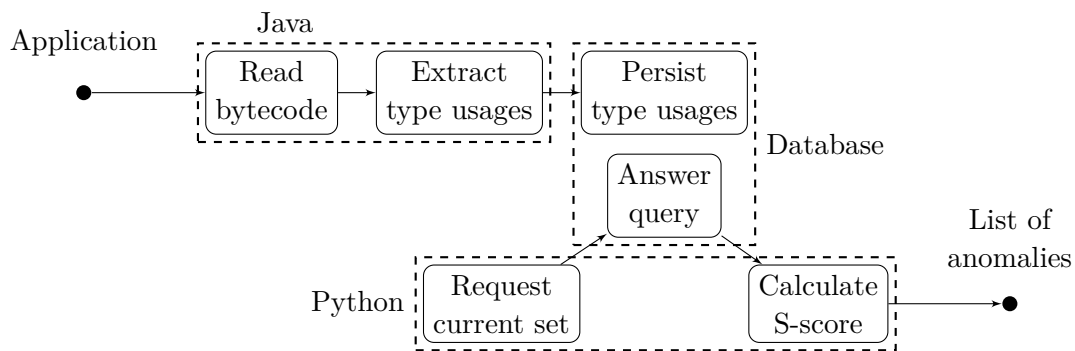 Java
Application
Read
bytecode
Extract
type usages
Persist
type usages
Database
Answer
query
List of
anomalies
Python
Request
current set
Calculate
S-score